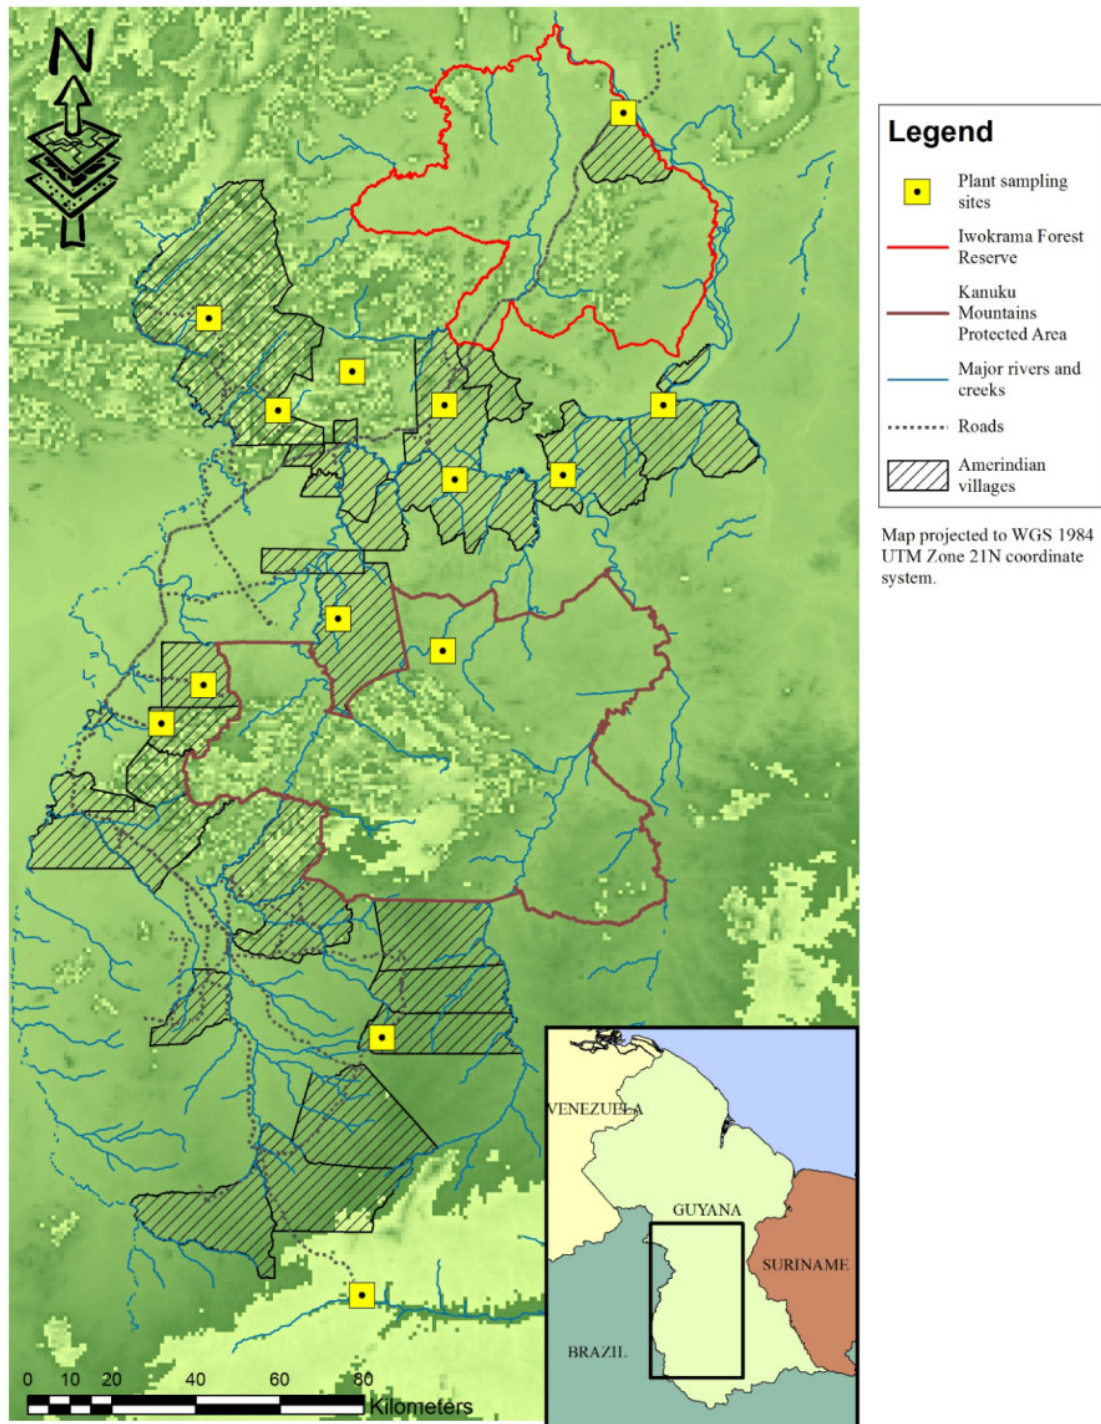 N
Legend
Plant sampling
sites
Iwokrama Forest
Reserve
Kanuku
Mountains
Protected Area
Major rivers and
creeks
Roads
Amerindian
villages
Map projected to WGS 1984
UTM Zone 21N coordinate
system.
VENEZUELA
GUYANA
SURINAME
BRAZIL
0 10 20 40 60 80
Kilometers